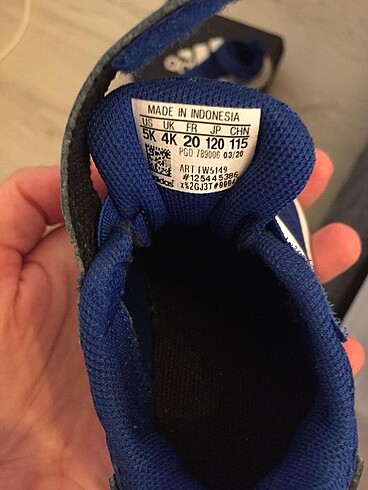 MADE IN INDONESIA
US UK FR JP CHN
5K 4K 20 120 115
PGD 789006 03/20
ART FW5149
#125445386
adidas